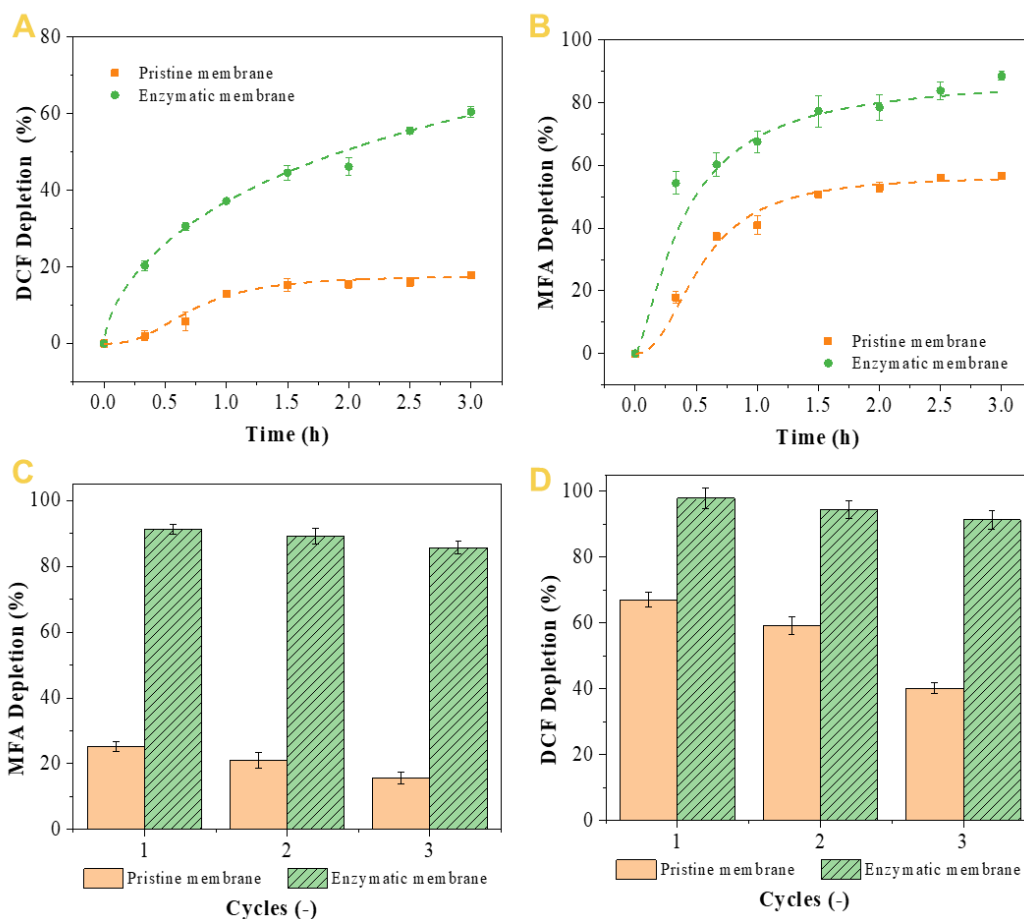 A
DCF Depletion (%)
80
60
40
20
0
Pristine membrane
Enzymatic membrane
0.0 0.5 1.0 1.5 2.0 2.5 3.0
Time (h)
B
MFA Depletion (%)
100
80
60
40
20
0
Pristine membrane
Enzymatic membrane
0.0 0.5 1.0 1.5 2.0 2.5 3.0
Time (h)
C
MFA Depletion (%)
100
80
60
40
20
0
1 2 3
Pristine membrane Enzymatic membrane
Cycles (-)
D
DCF Depletion (%)
100
80
60
40
20
0
1 2 3
Pristine membrane Enzymatic membrane
Cycles (-)